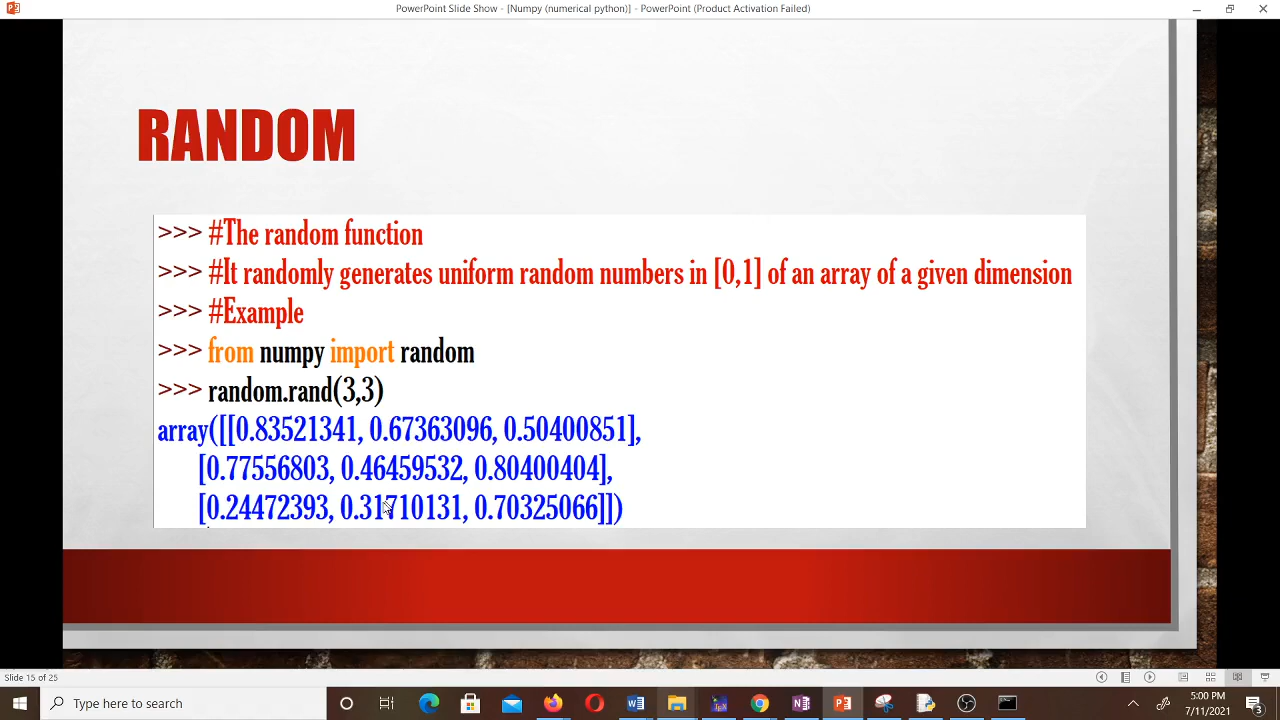 PowerPoint Slide Show - [Numpy (numerical python)] - PowerPoint (Product Activation Failed)
RANDOM
>>> #The random function
>>> #It randomly generates uniform random numbers in [0,1] of an array of a given dimension
>>> #Example
>>> from numpy import random
>>> random.rand(3,3)
array([[0.83521341, 0.67363096, 0.50400851],
[0.77556803, 0.46459532, 0.80400404],
[0.24472393, 0.31710131, 0.70325066]])
Slide 15 of 25
Type here to search
5:00 PM
7/11/2021
3